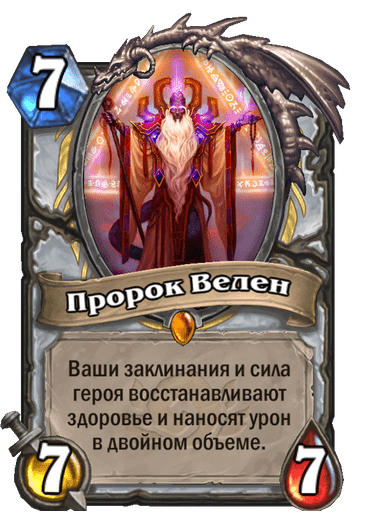 7
Пророк Велен
Ваши заклинания и сила
героя восстанавливают
здоровье и наносят урон
в двойном объеме.
7
7